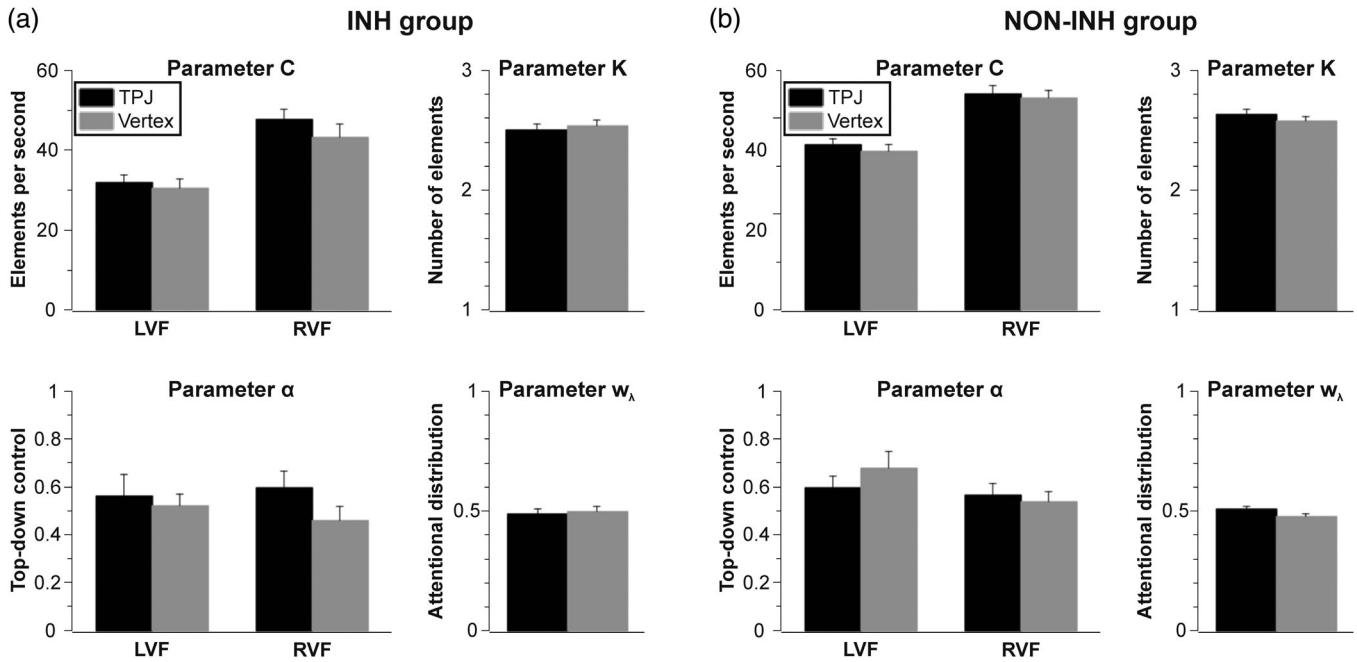 (a)
INH group
Parameter C
Elements per second
60
40
20
0
TPJ
Vertex
LVF
RVF
Parameter K
Number of elements
3
2
1
Parameter α
Top-down control
1
0.8
0.6
0.4
0.2
0
LVF
RVF
Parameter wλ
Attentional distribution
1
0.5
0
(b)
NON-INH group
Parameter C
Elements per second
60
40
20
0
TPJ
Vertex
LVF
RVF
Parameter K
Number of elements
3
2
1
Parameter α
Top-down control
1
0.8
0.6
0.4
0.2
0
LVF
RVF
Parameter wλ
Attentional distribution
1
0.5
0